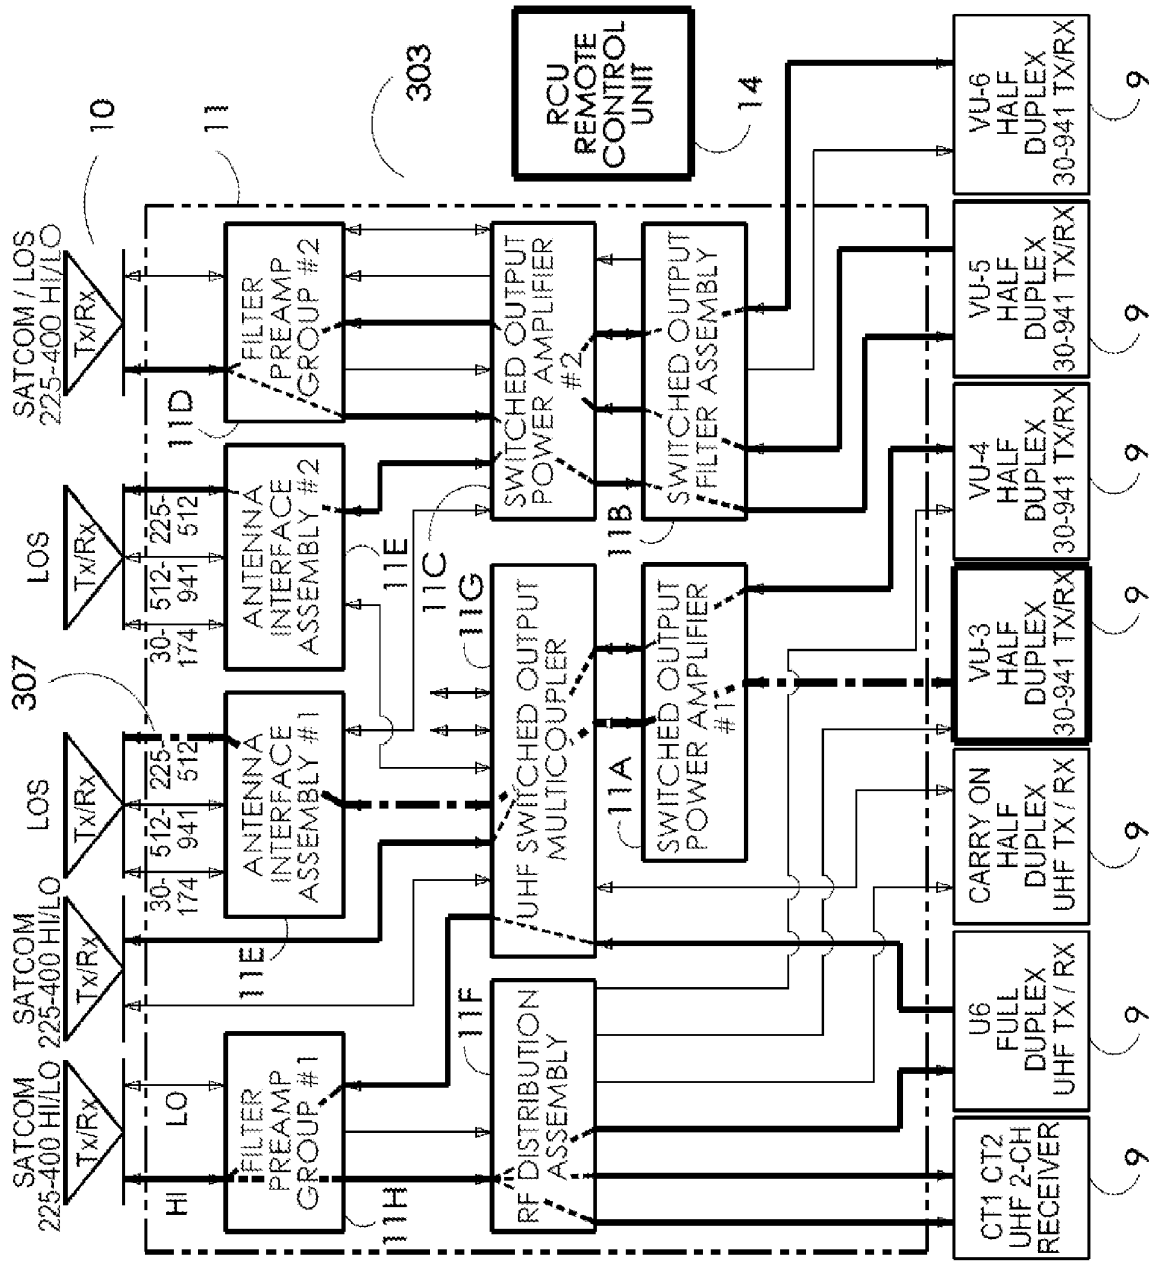 SATCOM
225-400 HI/LO
Tx/Rx
SATCOM
225-400 HI/LO
Tx/Rx
LOS
Tx/Rx
307
LOS
Tx/Rx
SATCOM / LOS
225-400 HI/LO
Tx/Rx
10
11
303
HI
LO
30-
174
512-
941
225-
512
30-
174
512-
941
225-
512
FILTER
PREAMP
GROUP #1
11H
ANTENNA
INTERFACE
ASSEMBLY #1
11E
ANTENNA
INTERFACE
ASSEMBLY #2
11E
FILTER
PREAMP
GROUP #2
11D
RCU
REMOTE
CONTROL
UNIT
14
RF DISTRIBUTION
ASSEMBLY
11F
UHF SWITCHED OUTPUT
MULTICOUPLER
11G
SWITCHED OUTPUT
POWER AMPLIFIER
#2
11C
SWITCHED OUTPUT
POWER AMPLIFIER
#1
11A
SWITCHED OUTPUT
FILTER ASSEMBLY
11B
CT1 CT2
UHF 2-CH
RECEIVER
9
U6
FULL
DUPLEX
UHF TX / RX
9
CARRY ON
HALF
DUPLEX
UHF TX / RX
9
VU-3
HALF
DUPLEX
30-941 TX/RX
9
VU-4
HALF
DUPLEX
30-941 TX/RX
9
VU-5
HALF
DUPLEX
30-941 TX/RX
9
VU-6
HALF
DUPLEX
30-941 TX/RX
9